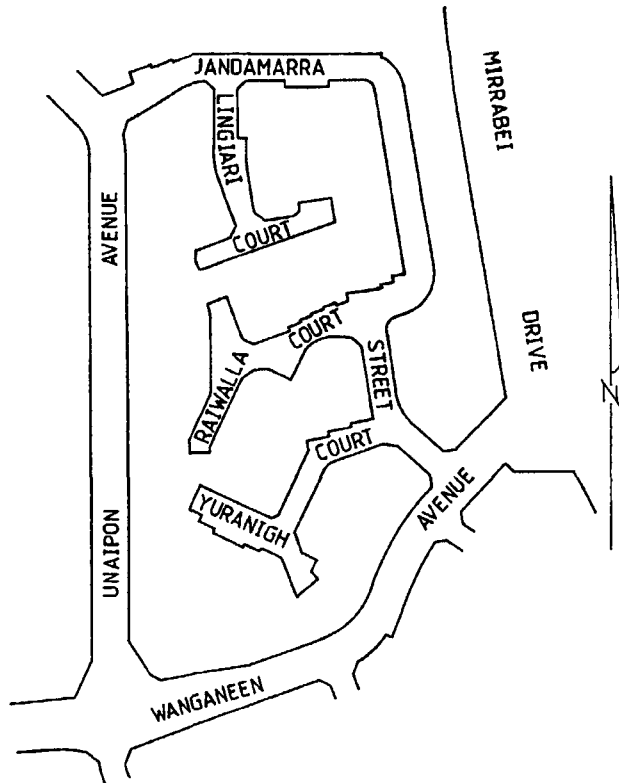 JANDAMARRA
MIRRABEI
LINGIARI
AVENUE
COURT
DRIVE
COURT
STREET
RAIWALLA
COURT
AVENUE
YURANIGH
UNAIPON
WANGANEEN
N